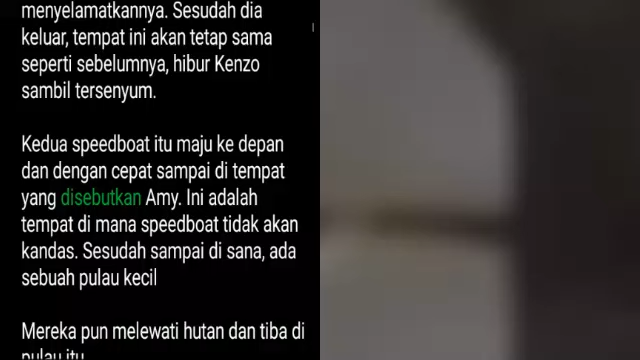 menyelamatkannya. Sesudah dia
keluar, tempat ini akan tetap sama
seperti sebelumnya, hibur Kenzo
sambil tersenyum.
Kedua speedboat itu maju ke depan
dan dengan cepat sampai di tempat
yang disebutkan Amy. Ini adalah
tempat di mana speedboat tidak akan
kandas. Sesudah sampai di sana, ada
sebuah pulau kecil
Mereka pun melewati hutan dan tiba di
pulau itu